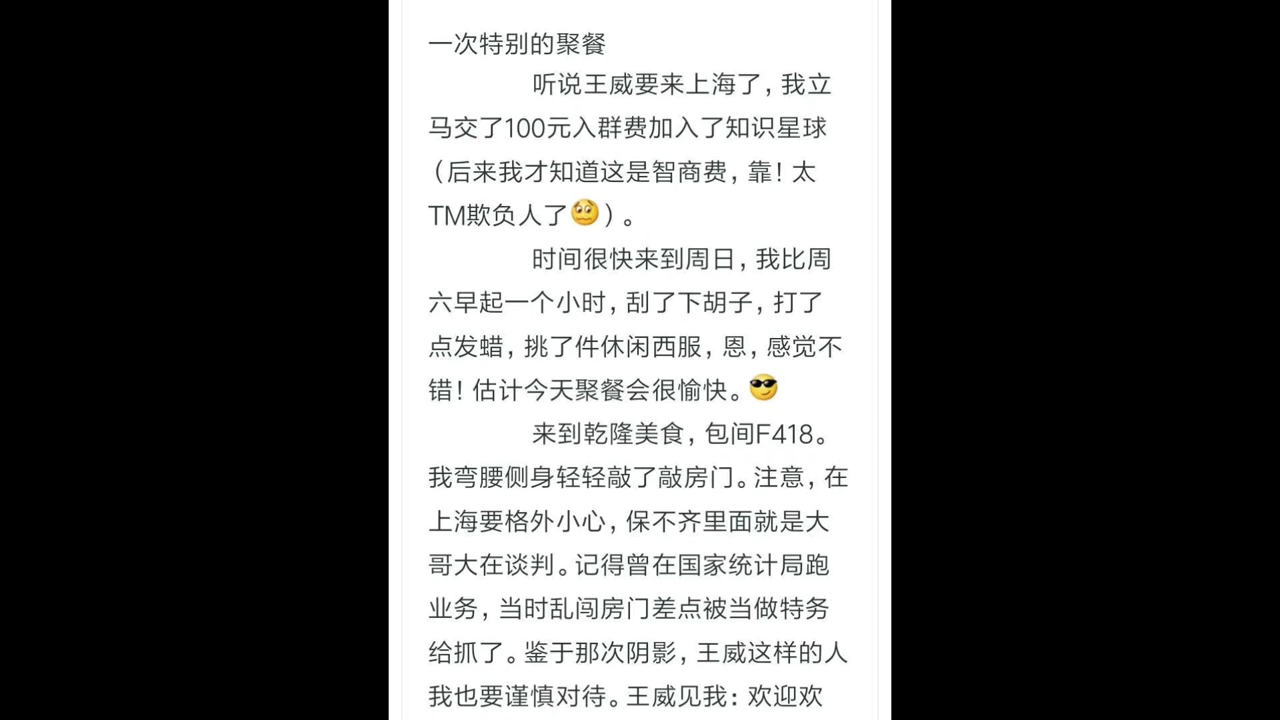 一次特别的聚餐
听说王威要来上海了，我立
马交了100元入群费加入了知识星球
（后来我才知道这是智商费，靠！太
TM欺负人了🥴）。
时间很快来到周日，我比周
六早起一个小时，刮了下胡子，打了
点发蜡，挑了件休闲西服，恩，感觉不
错！估计今天聚餐会很愉快。😎
来到乾隆美食，包间F418。
我弯腰侧身轻轻敲了敲房门。注意，在
上海要格外小心，保不齐里面就是大
哥大在谈判。记得曾在国家统计局跑
业务，当时乱闯房门差点被当做特务
给抓了。鉴于那次阴影，王威这样的人
我也要谨慎对待。王威见我：欢迎欢